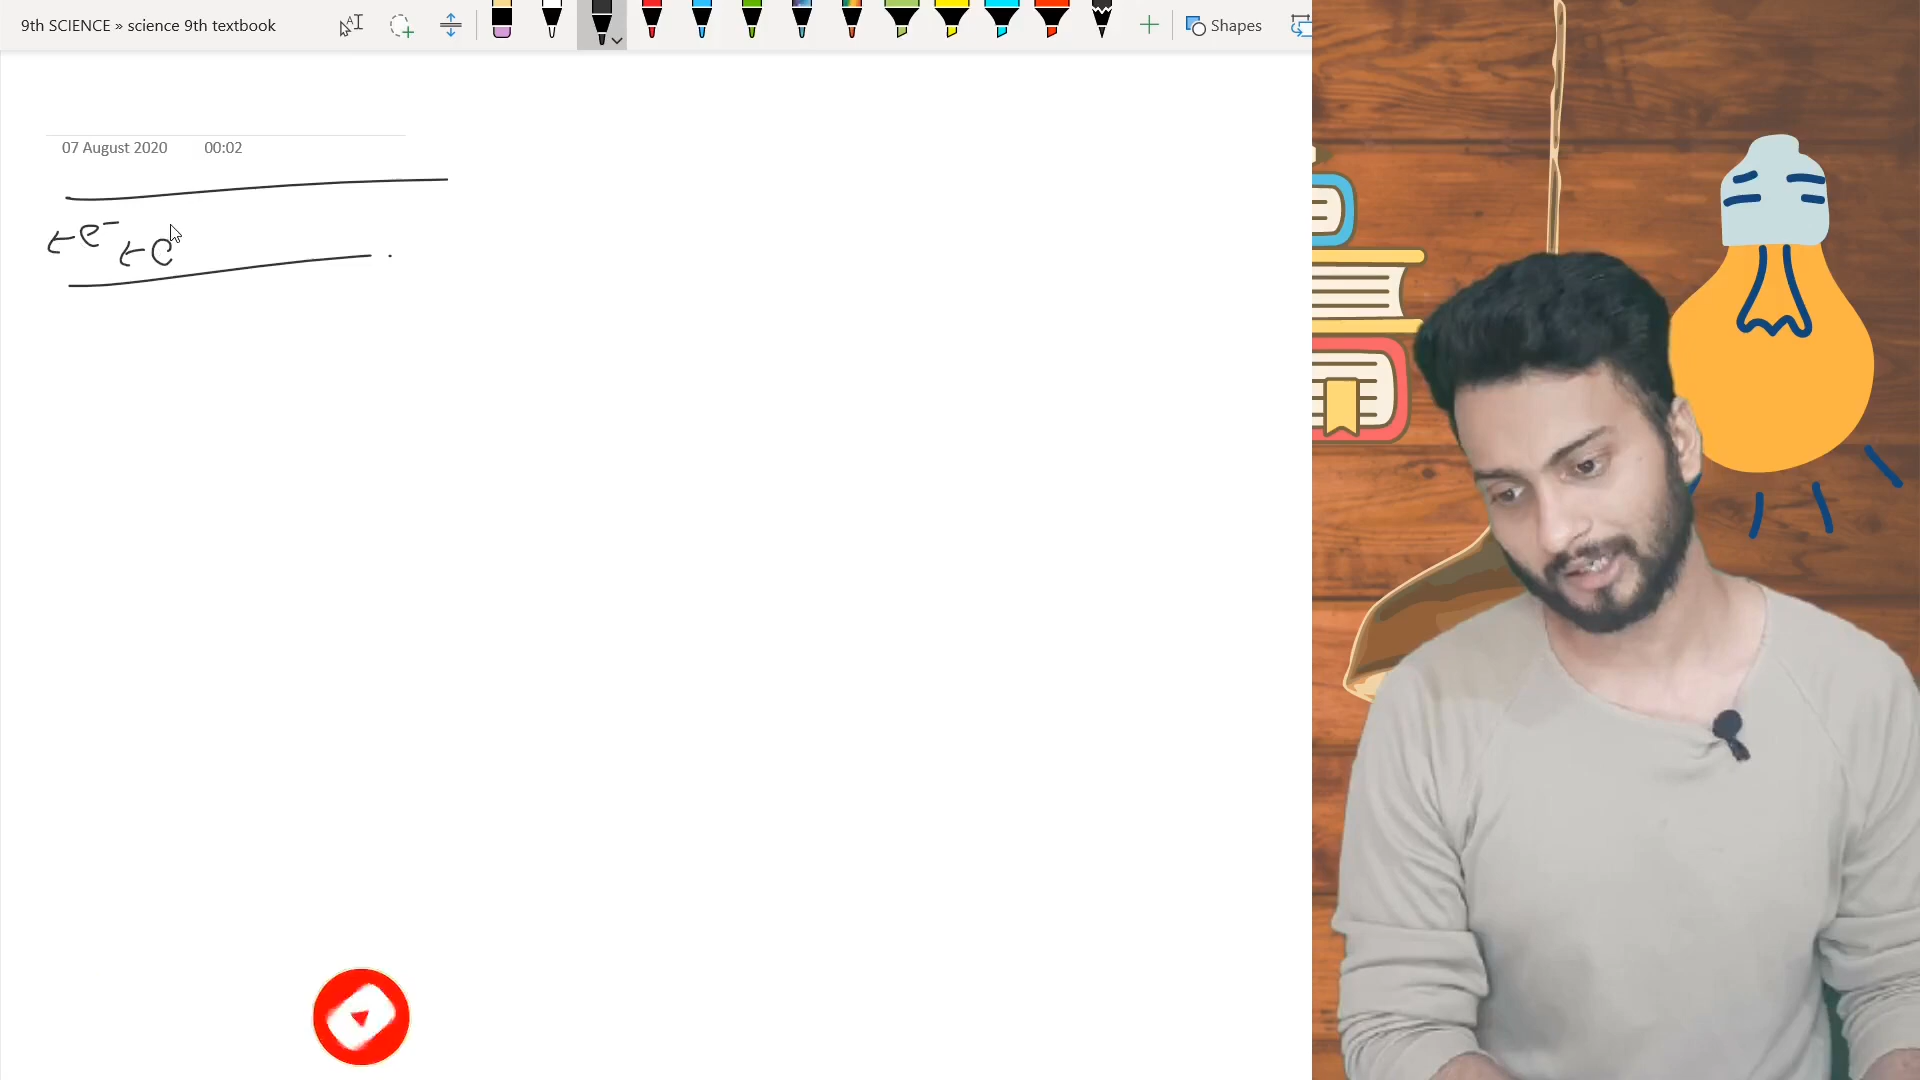 9th SCIENCE » science 9th textbook
Shapes
07 August 2020 00:02
←e⁻ ←e